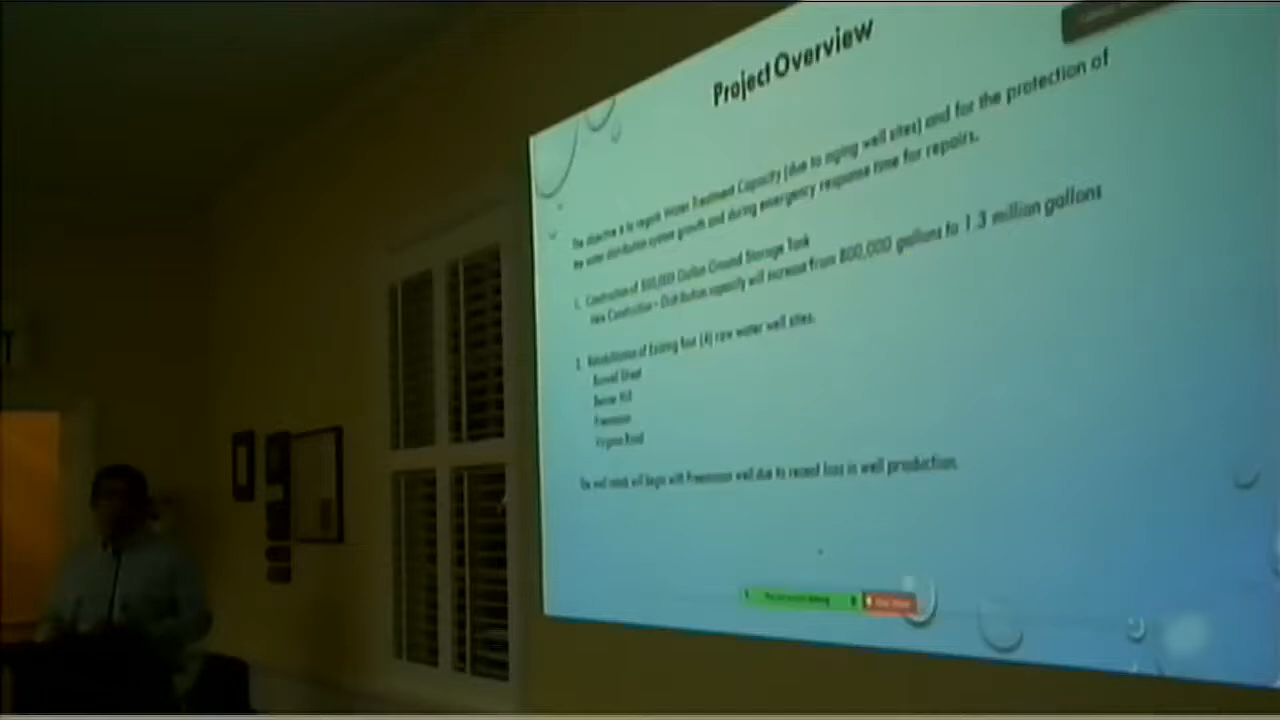 Project Overview
The objective is to regain Water Treatment Capacity (due to aging well sites) and for the protection of
the water distribution system growth and during emergency response time for repairs.
1. Construction of 500,000 Gallon Ground Storage Tank
New Construction - Distribution capacity will increase from 800,000 gallons to 1.3 million gallons
2. Rehabilitation of Existing four (4) raw water well sites.
Street
Hill
Freemason
Virginia Road
The well rehab will begin with Freemason well due to recent loss in well production.